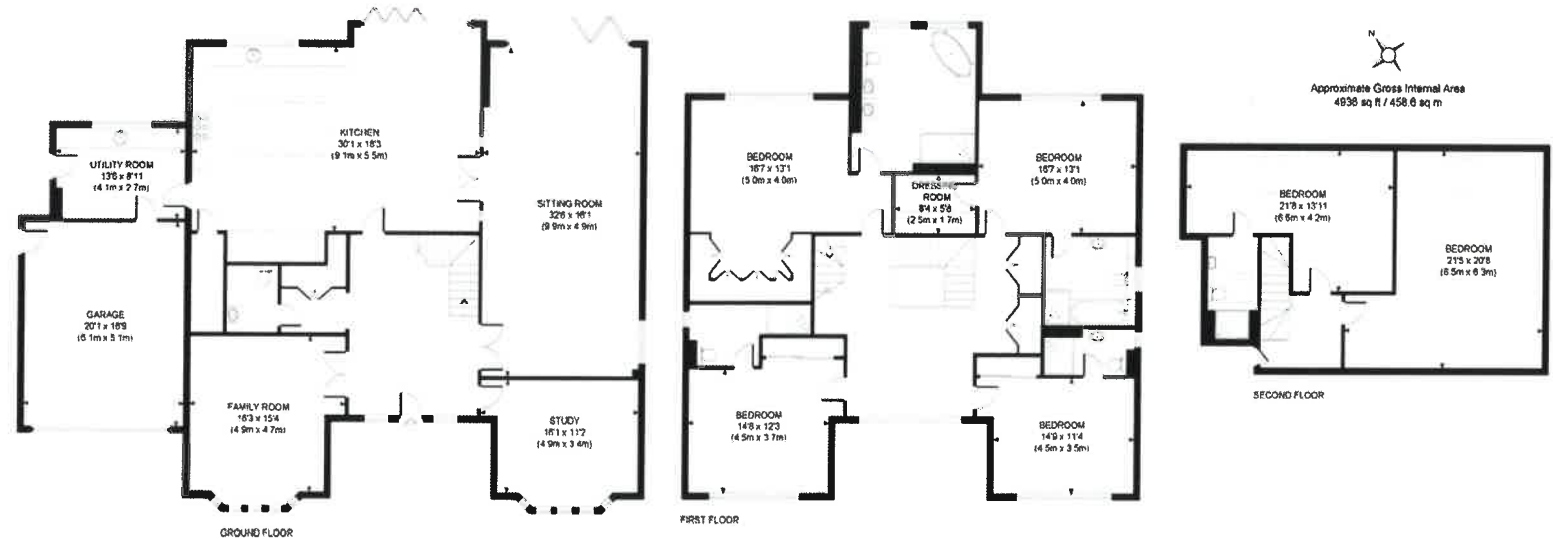 KITCHEN
30'1 x 18'3
(9.1m x 5.5m)
UTILITY ROOM
13'6 x 8'11
(4.1m x 2.7m)
SITTING ROOM
32'6 x 16'1
(9.9m x 4.9m)
GARAGE
20'1 x 16'9
(6.1m x 5.1m)
FAMILY ROOM
16'3 x 15'4
(4.9m x 4.7m)
STUDY
16'1 x 11'2
(4.9m x 3.4m)
GROUND FLOOR
BEDROOM
16'7 x 13'1
(5.0m x 4.0m)
BEDROOM
16'7 x 13'1
(5.0m x 4.0m)
ROOM
8'4 x 5'8
(2.5m x 1.7m)
BEDROOM
14'8 x 12'3
(4.5m x 3.7m)
BEDROOM
14'9 x 11'4
(4.5m x 3.5m)
FIRST FLOOR
N
Approximate Gross Internal Area
4936 sq ft / 458.6 sq m
BEDROOM
21'8 x 13'11
(6.6m x 4.2m)
BEDROOM
21'5 x 20'8
(6.5m x 6.3m)
SECOND FLOOR